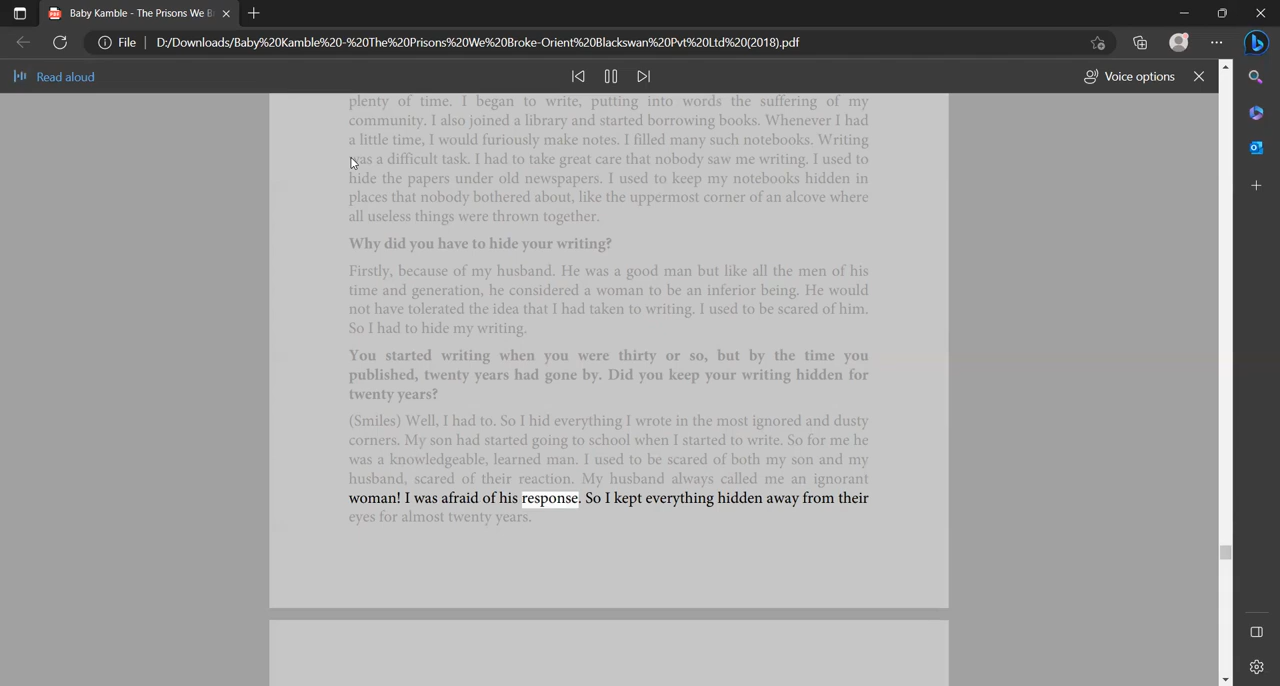 Baby Kamble - The Prisons We B
File
D:/Downloads/Baby%20Kamble%20-%20The%20Prisons%20We%20Broke-Orient%20Blackswan%20Pvt%20Ltd%20(2018).pdf
Read aloud
Voice options
plenty of time. I began to write, putting into words the suffering of my
community. I also joined a library and started borrowing books. Whenever I had
a little time, I would furiously make notes. I filled many such notebooks. Writing
was a difficult task. I had to take great care that nobody saw me writing. I used to
hide the papers under old newspapers. I used to keep my notebooks hidden in
places that nobody bothered about, like the uppermost corner of an alcove where
all useless things were thrown together.
Why did you have to hide your writing?
Firstly, because of my husband. He was a good man but like all the men of his
time and generation, he considered a woman to be an inferior being. He would
not have tolerated the idea that I had taken to writing. I used to be scared of him.
So I had to hide my writing.
You started writing when you were thirty or so, but by the time you
published, twenty years had gone by. Did you keep your writing hidden for
twenty years?
(Smiles) Well, I had to. So I hid everything I wrote in the most ignored and dusty
corners. My son had started going to school when I started to write. So for me he
was a knowledgeable, learned man. I used to be scared of both my son and my
husband, scared of their reaction. My husband always called me an ignorant
woman! I was afraid of his response. So I kept everything hidden away from their
eyes for almost twenty years.